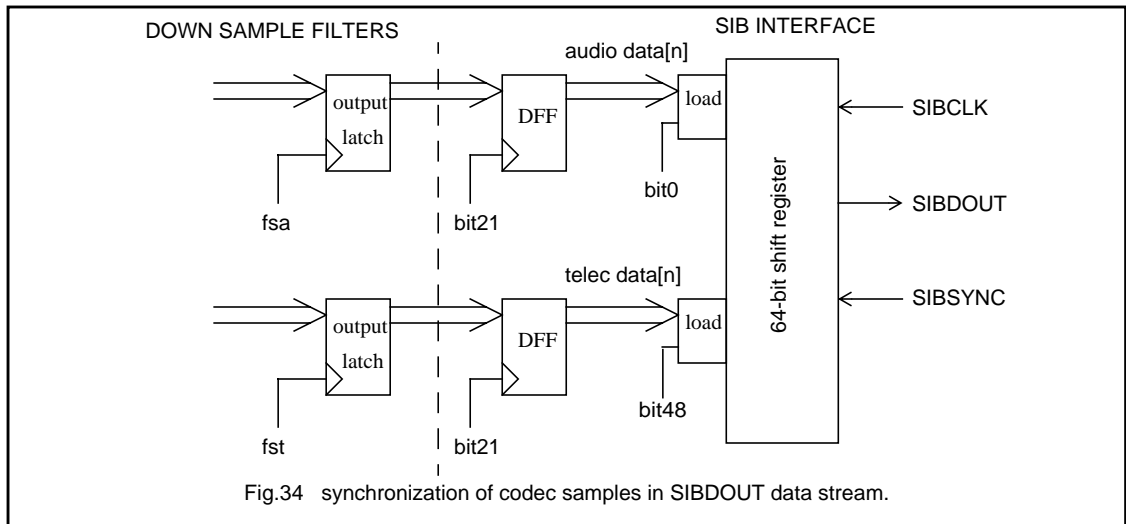 DOWN SAMPLE FILTERS
SIB INTERFACE
audio data[n]
output
latch
DFF
load
SIBCLK
fsa
bit21
bit0
64-bit shift register
SIBDOUT
telec data[n]
output
latch
DFF
load
SIBSYNC
fst
bit21
bit48
Fig.34 synchronization of codec samples in SIBDOUT data stream.